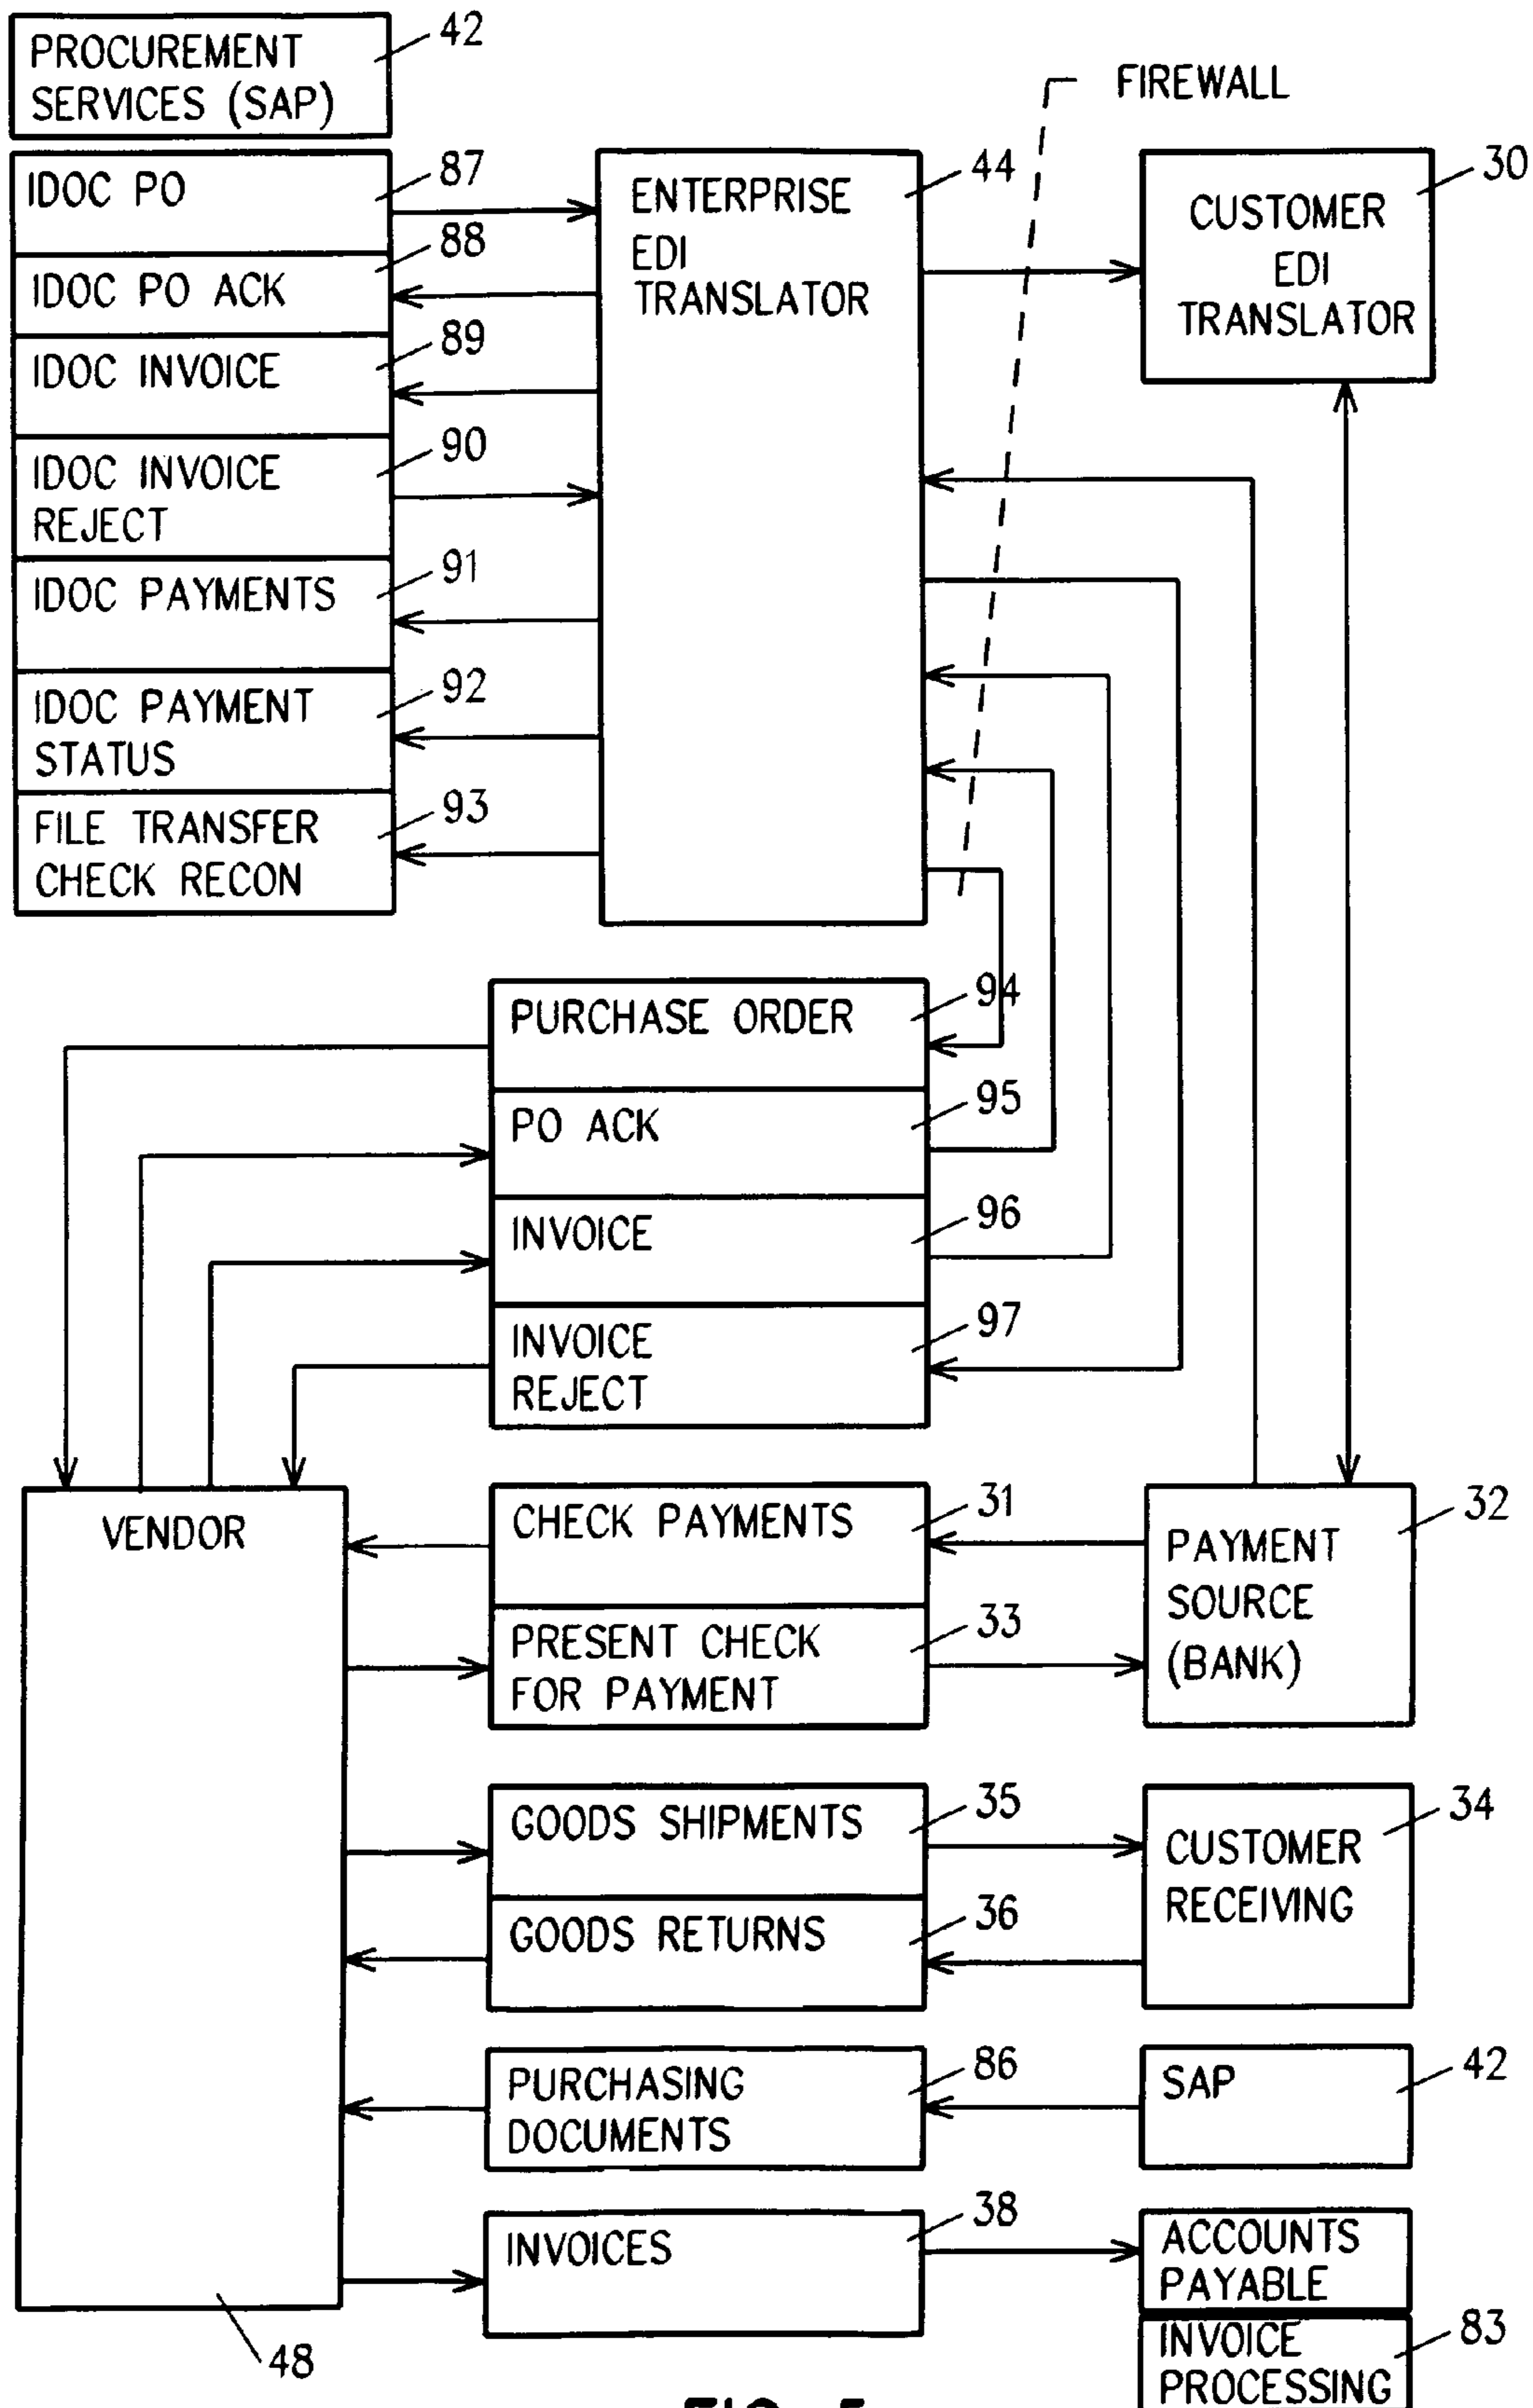 PROCUREMENT
SERVICES (SAP)
42
FIREWALL
IDOC PO
87
IDOC PO ACK
88
IDOC INVOICE
89
IDOC INVOICE
REJECT
90
IDOC PAYMENTS
91
IDOC PAYMENT
STATUS
92
FILE TRANSFER
CHECK RECON
93
ENTERPRISE
EDI
TRANSLATOR
44
CUSTOMER
EDI
TRANSLATOR
30
PURCHASE ORDER
94
PO ACK
95
INVOICE
96
INVOICE
REJECT
97
VENDOR
48
CHECK PAYMENTS
31
PRESENT CHECK
FOR PAYMENT
33
PAYMENT
SOURCE
(BANK)
32
GOODS SHIPMENTS
35
GOODS RETURNS
36
CUSTOMER
RECEIVING
34
PURCHASING
DOCUMENTS
86
SAP
42
INVOICES
38
ACCOUNTS
PAYABLE
INVOICE
PROCESSING
83